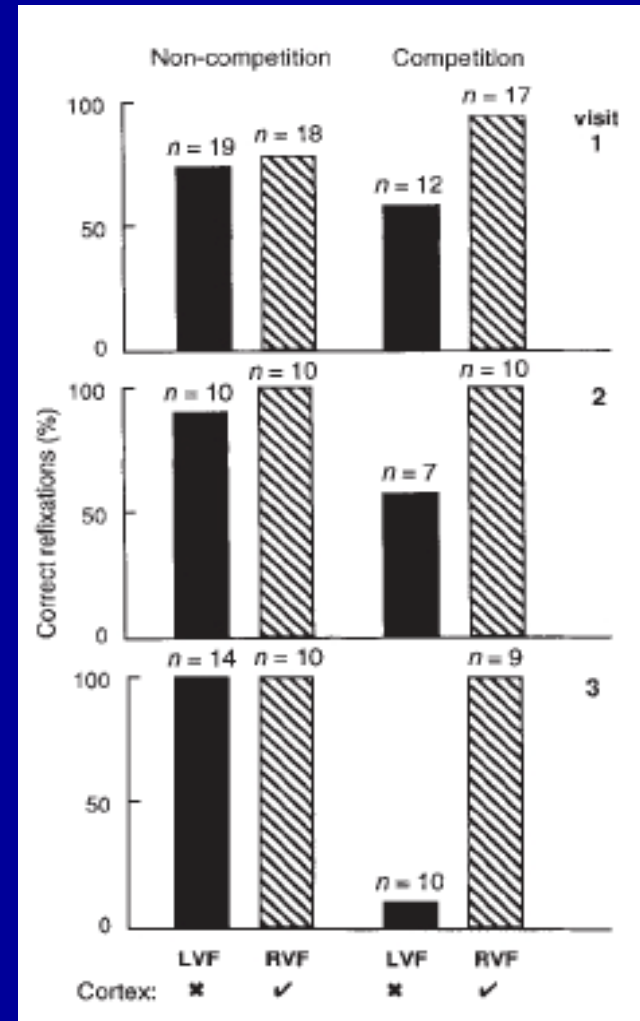 Non-competition Competition
n = 17
visit
1
100
n = 19 n = 18
n = 12
50
0
n = 10 n = 10
100 n = 10 2
n = 7
50
0
Correct refixations (%)
n = 14 n = 10 n = 9
100 3
50
n = 10
0
LVF RVF LVF RVF
Cortex: ✖ ✔ ✖ ✔